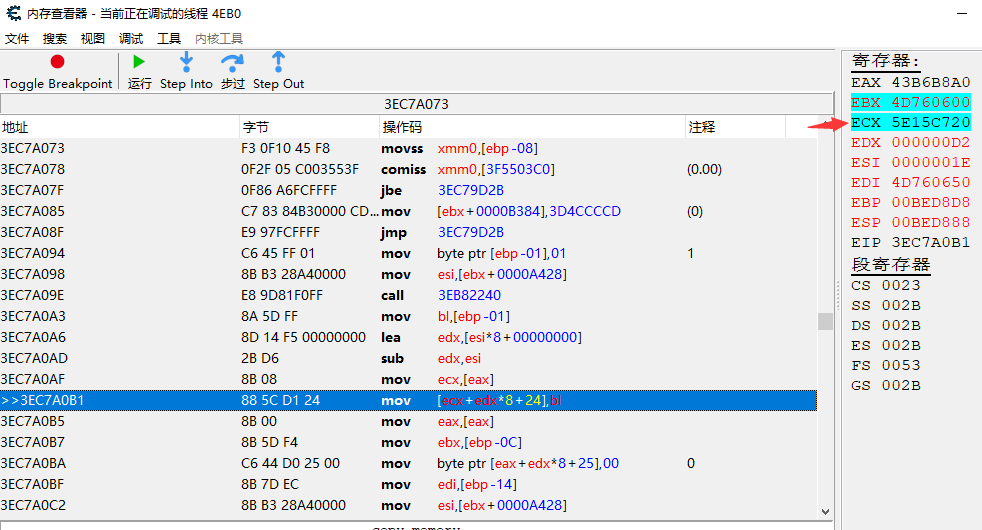 内存查看器 - 当前正在调试的线程 4EB0
文件 搜索 视图 调试 工具 内核工具
Toggle Breakpoint 运行 Step Into 步过 Step Out
3EC7A073
地址 字节 操作码 注释
3EC7A073 F3 0F10 45 F8 movss xmm0,[ebp-08]
3EC7A078 0F2F 05 C003553F comiss xmm0,[3F5503C0] (0.00)
3EC7A07F 0F86 A6FCFFFF jbe 3EC79D2B
3EC7A085 C7 83 84B30000 CD... mov [ebx+0000B384],3D4CCCCD (0)
3EC7A08F E9 97FCFFFF jmp 3EC79D2B
3EC7A094 C6 45 FF 01 mov byte ptr [ebp-01],01 1
3EC7A098 8B B3 28A40000 mov esi,[ebx+0000A428]
3EC7A09E E8 9D81F0FF call 3EB82240
3EC7A0A3 8A 5D FF mov bl,[ebp-01]
3EC7A0A6 8D 14 F5 00000000 lea edx,[esi*8+00000000]
3EC7A0AD 2B D6 sub edx,esi
3EC7A0AF 8B 08 mov ecx,[eax]
>>3EC7A0B1 88 5C D1 24 mov [ecx+edx*8+24],bl
3EC7A0B5 8B 00 mov eax,[eax]
3EC7A0B7 8B 5D F4 mov ebx,[ebp-0C]
3EC7A0BA C6 44 D0 25 00 mov byte ptr [eax+edx*8+25],00 0
3EC7A0BF 8B 7D EC mov edi,[ebp-14]
3EC7A0C2 8B B3 28A40000 mov esi,[ebx+0000A428]
copy memory
寄存器:
EAX 43B6B8A0
EBX 4D760600
ECX 5E15C720
EDX 000000D2
ESI 0000001E
EDI 4D760650
EBP 00BED8D8
ESP 00BED888
EIP 3EC7A0B1
段寄存器
CS 0023
SS 002B
DS 002B
ES 002B
FS 0053
GS 002B